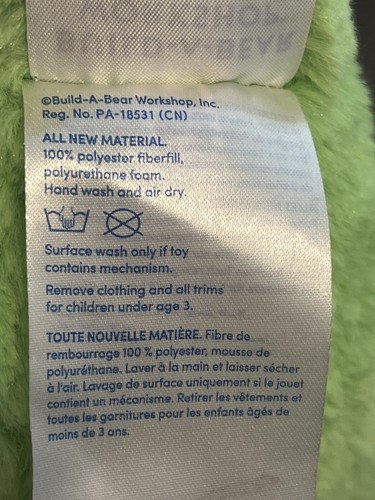 BUILD-A-BEAR
WORKSHOP.
©Build-A-Bear Workshop, Inc.
Reg. No. PA-18531 (CN)
ALL NEW MATERIAL.
100% polyester fiberfill,
polyurethane foam.
Hand wash and air dry.
Surface wash only if toy
contains mechanism.
Remove clothing and all trims
for children under age 3.
TOUTE NOUVELLE MATIÈRE. Fibre de
rembourrage 100 % polyester, mousse de
polyuréthane. Laver à la main et laisser sécher
à l'air. Lavage de surface uniquement si le jouet
contient un mécanisme. Retirer les vêtements et
toutes les garnitures pour les enfants âgés de
moins de 3 ans.